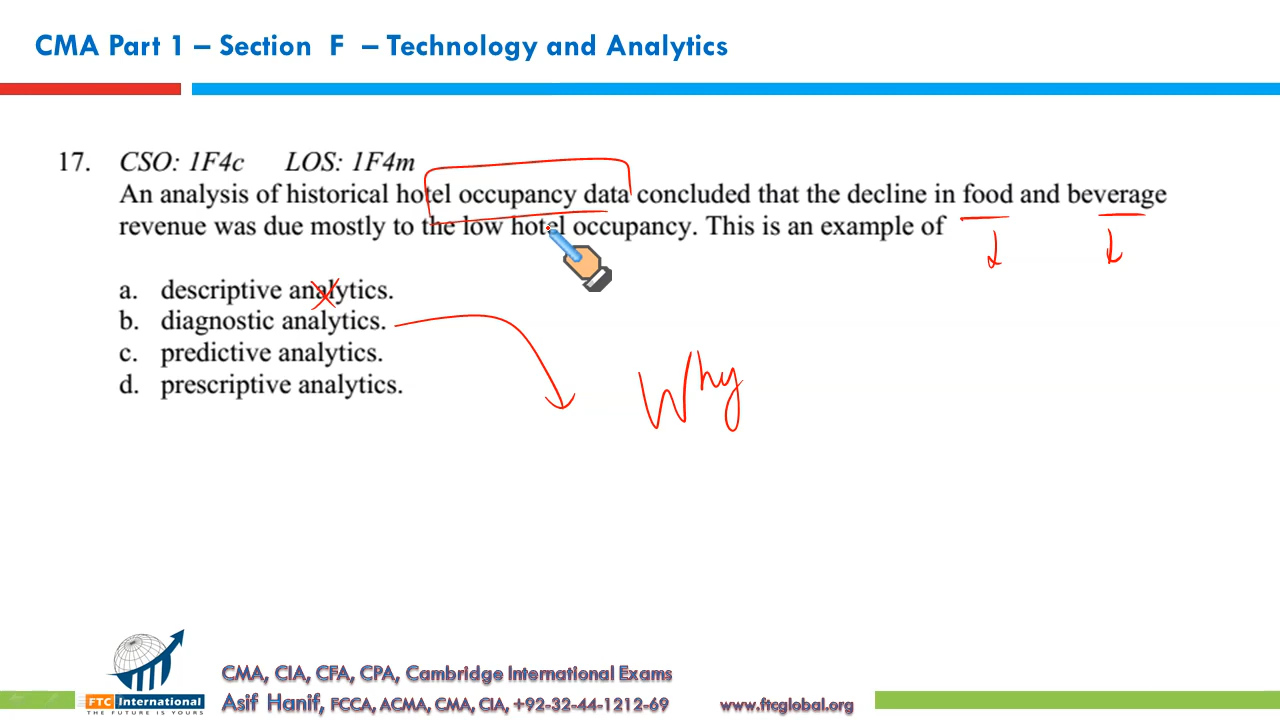 CMA Part 1 – Section F – Technology and Analytics
17. CSO: 1F4c LOS: 1F4m
An analysis of historical hotel occupancy data concluded that the decline in food and beverage
revenue was due mostly to the low hotel occupancy. This is an example of
a. descriptive analytics.
b. diagnostic analytics.
c. predictive analytics.
d. prescriptive analytics.
Why
FTC International
THE FUTURE IS YOURS
CMA, CIA, CFA, CPA, Cambridge International Exams
Asif Hanif, FCCA, ACMA, CMA, CIA, +92-32-44-1212-69 www.ftcglobal.org